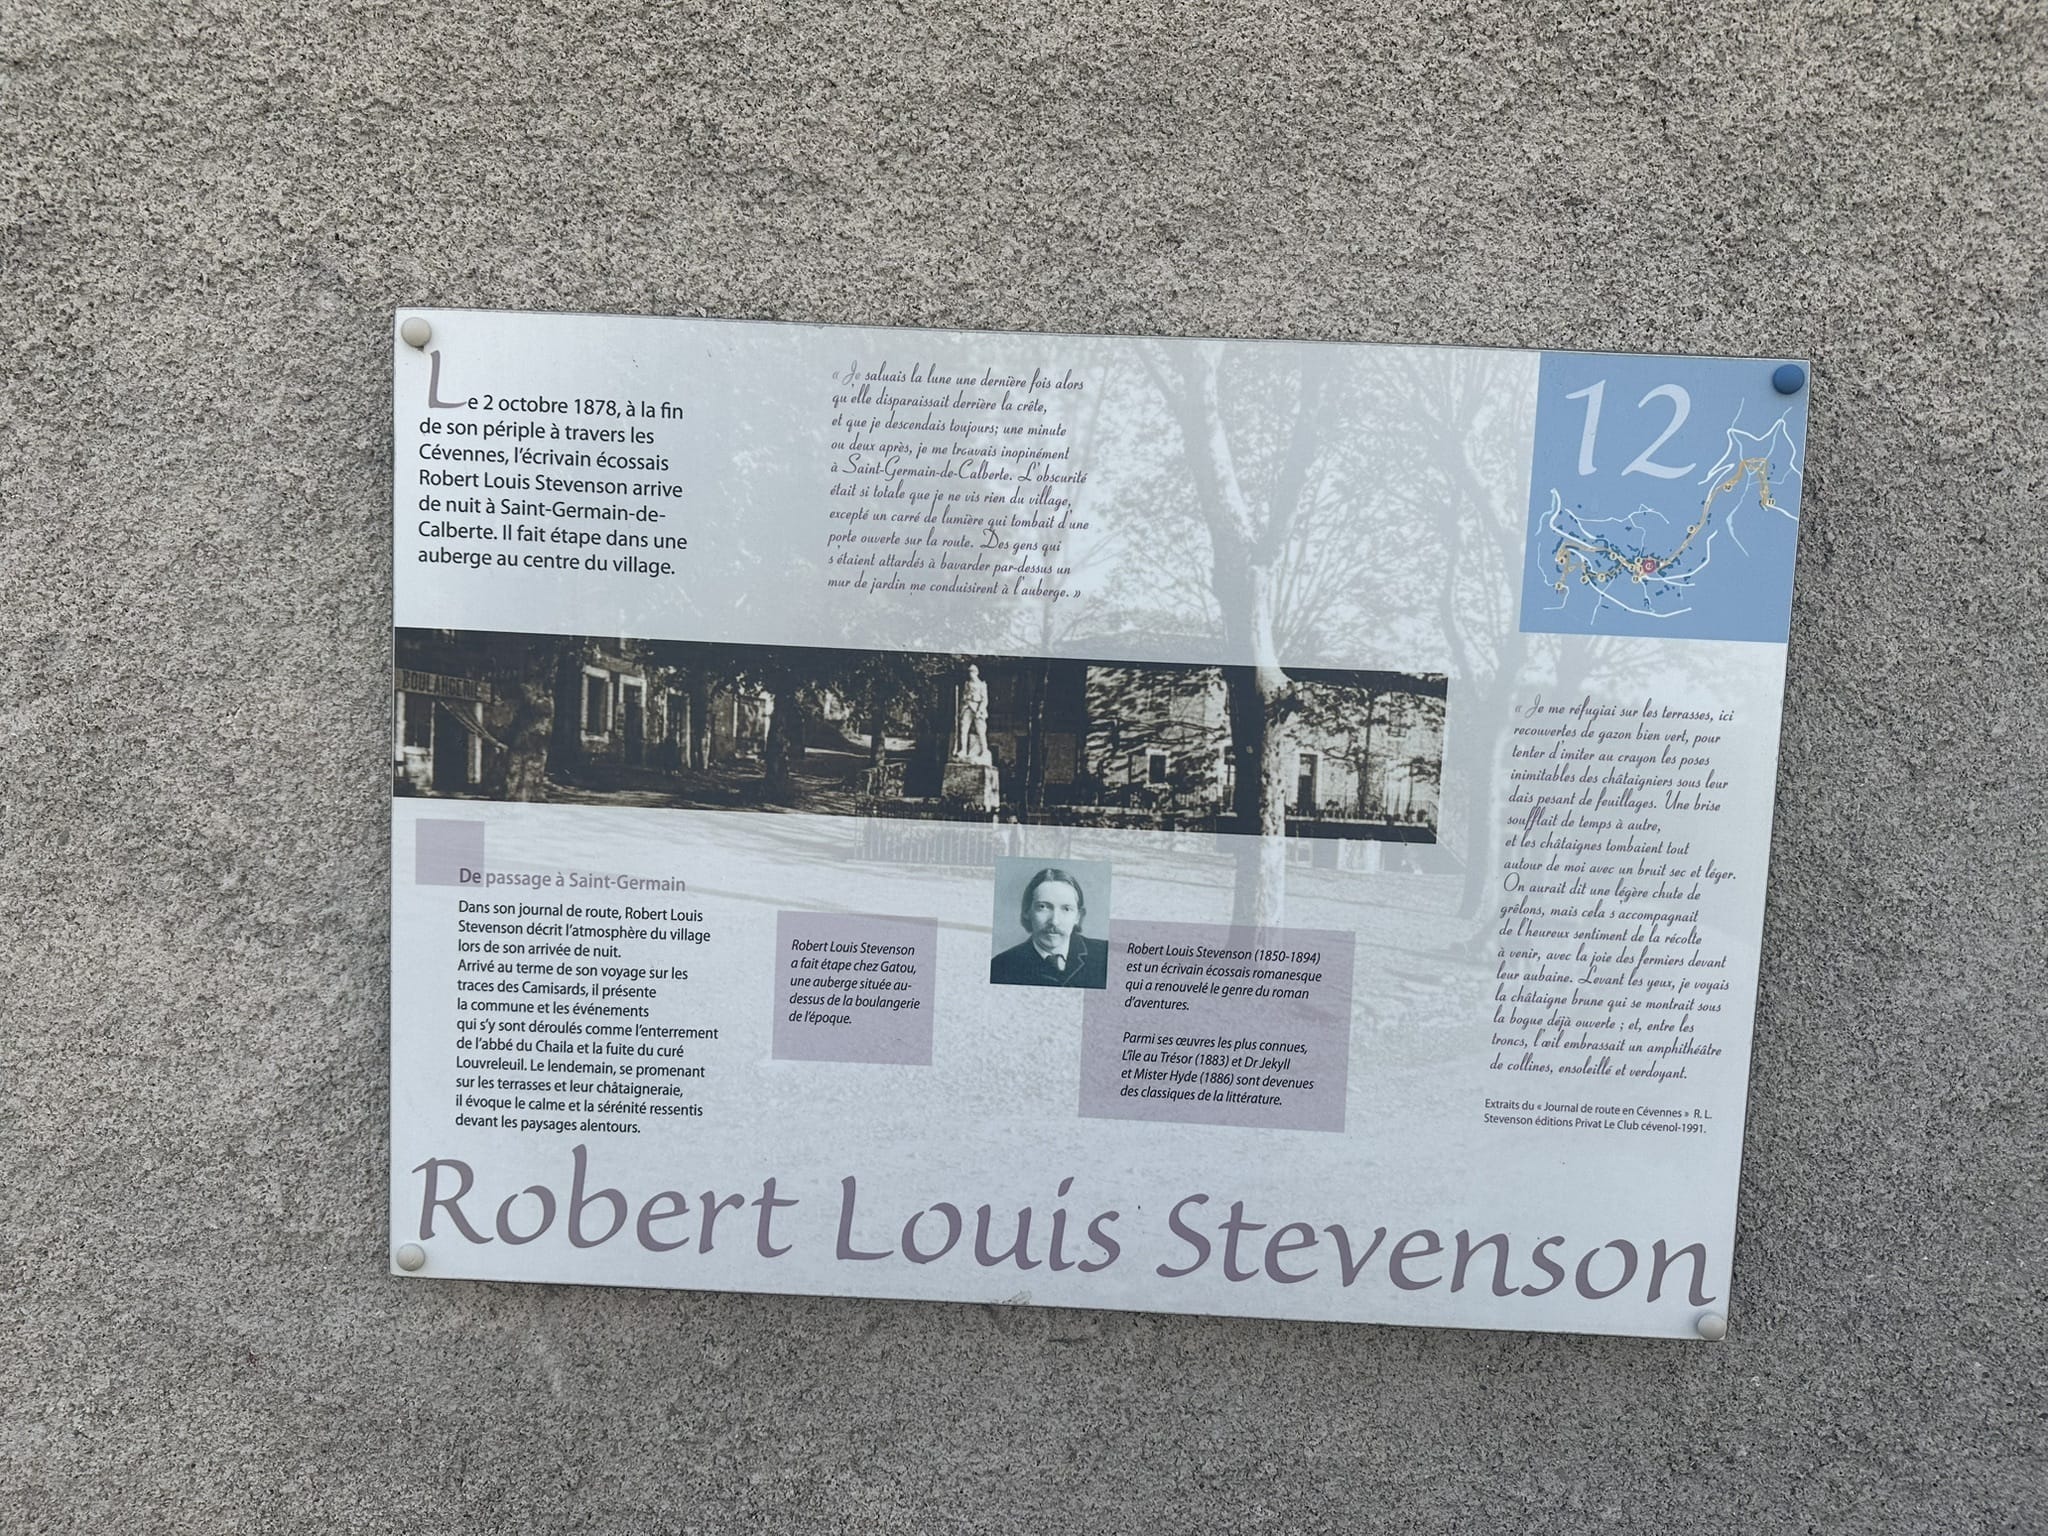 Le 2 octobre 1878, à la fin
de son périple à travers les
Cévennes, l'écrivain écossais
Robert Louis Stevenson arrive
de nuit à Saint-Germain-de-
Calberte. Il fait étape dans une
auberge au centre du village.
« Je saluais la lune une dernière fois alors
qu'elle disparaissait derrière la crête,
et que je descendais toujours; une minute
ou deux après, je me trouvais inopinément
à Saint-Germain-de-Calberte. L'obscurité
était si totale que je ne vis rien du village,
excepté un carré de lumière qui tombait d'une
porte ouverte sur la route. Des gens qui
s'étaient attardés à bavarder par-dessus un
mur de jardin me conduisirent à l'auberge. »
12
BOULANGERIE
De passage à Saint-Germain
Dans son journal de route, Robert Louis
Stevenson décrit l'atmosphère du village
lors de son arrivée de nuit.
Arrivé au terme de son voyage sur les
traces des Camisards, il présente
la commune et les événements
qui s'y sont déroulés comme l'enterrement
de l'abbé du Chaila et la fuite du curé
Louvreleuil. Le lendemain, se promenant
sur les terrasses et leur châtaigneraie,
il évoque le calme et la sérénité ressentis
devant les paysages alentours.
Robert Louis Stevenson
a fait étape chez Gatou,
une auberge située au-
dessus de la boulangerie
de l'époque.
Robert Louis Stevenson (1850-1894)
est un écrivain écossais romanesque
qui a renouvelé le genre du roman
d'aventures.
Parmi ses œuvres les plus connues,
L'île au Trésor (1883) et Dr Jekyll
et Mister Hyde (1886) sont devenues
des classiques de la littérature.
« Je me réfugiai sur les terrasses, ici
recouvertes de gazon bien vert, pour
tenter d'imiter au crayon les poses
inimitables des châtaigniers sous leur
dais pesant de feuillages. Une brise
soufflait de temps à autre,
et les châtaignes tombaient tout
autour de moi avec un bruit sec et léger.
On aurait dit une légère chute de
grêlons, mais cela s'accompagnait
de l'heureux sentiment de la récolte
à venir, avec la joie des fermiers devant
leur aubaine. Levant les yeux, je voyais
la châtaigne brune qui se montrait sous
la bogue déjà ouverte ; et, entre les
troncs, l'œil embrassait un amphithéâtre
de collines, ensoleillé et verdoyant.
Extraits du « Journal de route en Cévennes » R. L.
Stevenson éditions Privat Le Club cévenol-1991.
Robert Louis Stevenson